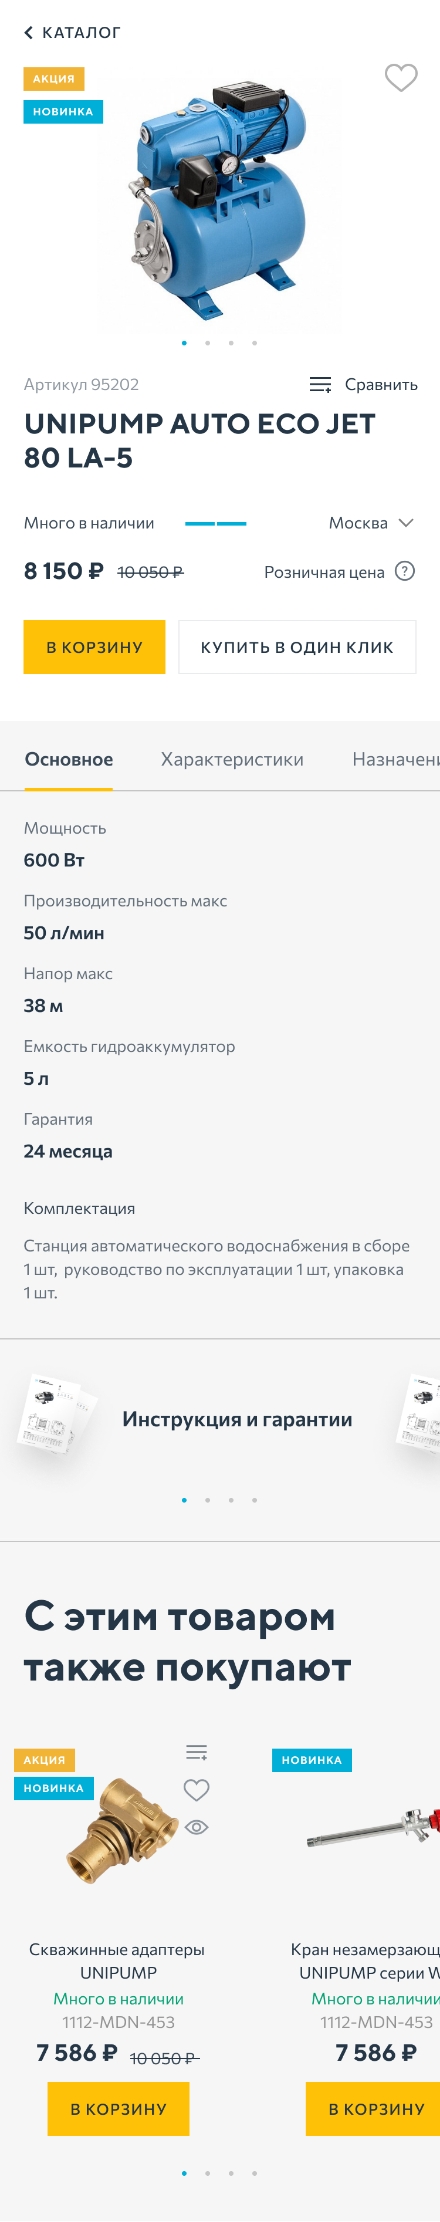 КАТАЛОГ
АКЦИЯ
НОВИНКА
Артикул 95202
Сравнить
UNIPUMP AUTO ECO JET
80 LA-5
Много в наличии
Москва
8 150 ₽ 10 050 ₽
Розничная цена ?
В КОРЗИНУ
КУПИТЬ В ОДИН КЛИК
Основное Характеристики Назначени
Мощность
600 Вт
Производительность макс
50 л/мин
Напор макс
38 м
Емкость гидроаккумулятор
5 л
Гарантия
24 месяца
Комплектация
Станция автоматического водоснабжения в сборе
1 шт, руководство по эксплуатации 1 шт, упаковка
1 шт.
Инструкция и гарантии
С этим товаром
также покупают
АКЦИЯ
НОВИНКА
Скважинные адаптеры
UNIPUMP
Много в наличии
1112-MDN-453
7 586 ₽ 10 050 ₽
В КОРЗИНУ
НОВИНКА
Кран незамерзающ
UNIPUMP серии W
Много в наличии
1112-MDN-453
7 586 ₽
В КОРЗИНУ